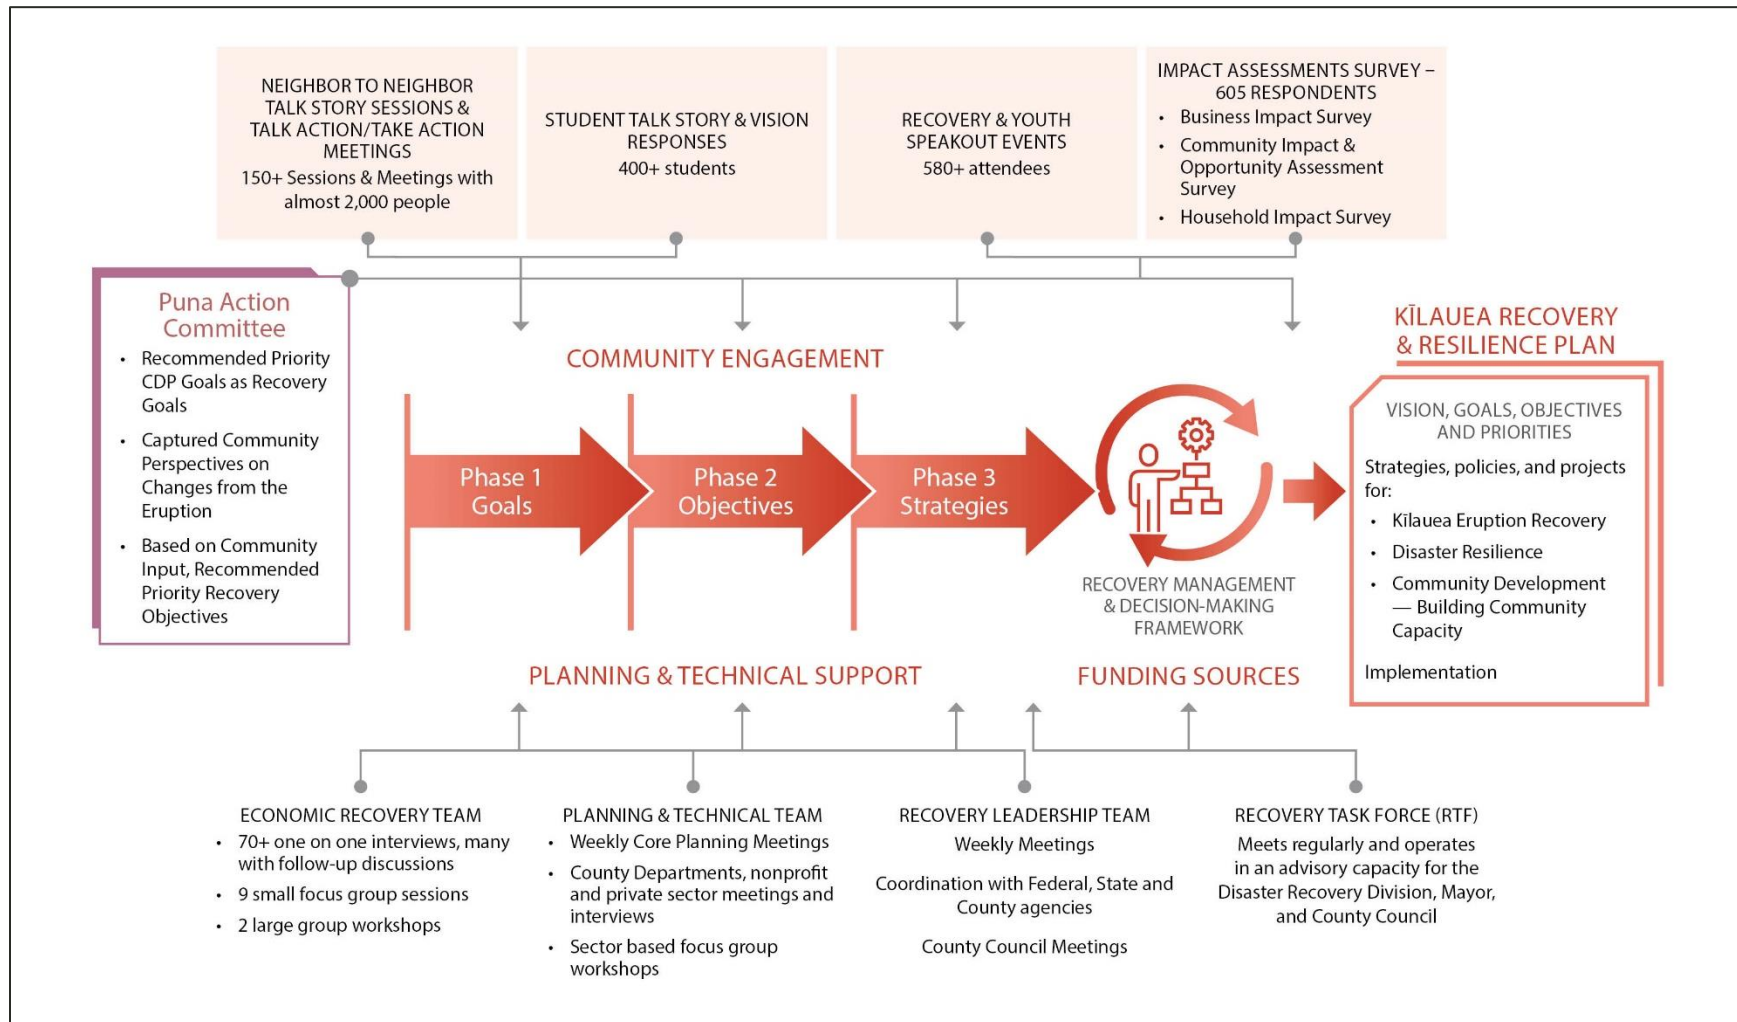 NEIGHBOR TO NEIGHBOR
TALK STORY SESSIONS &
TALK ACTION/TAKE ACTION
MEETINGS
150+ Sessions & Meetings with
almost 2,000 people
STUDENT TALK STORY & VISION
RESPONSES
400+ students
RECOVERY & YOUTH
SPEAKOUT EVENTS
580+ attendees
IMPACT ASSESSMENTS SURVEY –
605 RESPONDENTS
• Business Impact Survey
• Community Impact &
Opportunity Assessment
Survey
• Household Impact Survey
Puna Action
Committee
• Recommended Priority
CDP Goals as Recovery
Goals
• Captured Community
Perspectives on
Changes from the
Eruption
• Based on Community
Input, Recommended
Priority Recovery
Objectives
COMMUNITY ENGAGEMENT
Phase 1
Goals
Phase 2
Objectives
Phase 3
Strategies
RECOVERY MANAGEMENT
& DECISION-MAKING
FRAMEWORK
KĪLAUEA RECOVERY
& RESILIENCE PLAN
VISION, GOALS, OBJECTIVES
AND PRIORITIES
Strategies, policies, and projects
for:
• Kīlauea Eruption Recovery
• Disaster Resilience
• Community Development
— Building Community
Capacity
Implementation
PLANNING & TECHNICAL SUPPORT
FUNDING SOURCES
ECONOMIC RECOVERY TEAM
• 70+ one on one interviews, many
with follow-up discussions
• 9 small focus group sessions
• 2 large group workshops
PLANNING & TECHNICAL TEAM
• Weekly Core Planning Meetings
• County Departments, nonprofit
and private sector meetings and
interviews
• Sector based focus group
workshops
RECOVERY LEADERSHIP TEAM
Weekly Meetings
Coordination with Federal, State and
County agencies
County Council Meetings
RECOVERY TASK FORCE (RTF)
Meets regularly and operates
in an advisory capacity for the
Disaster Recovery Division, Mayor,
and County Council